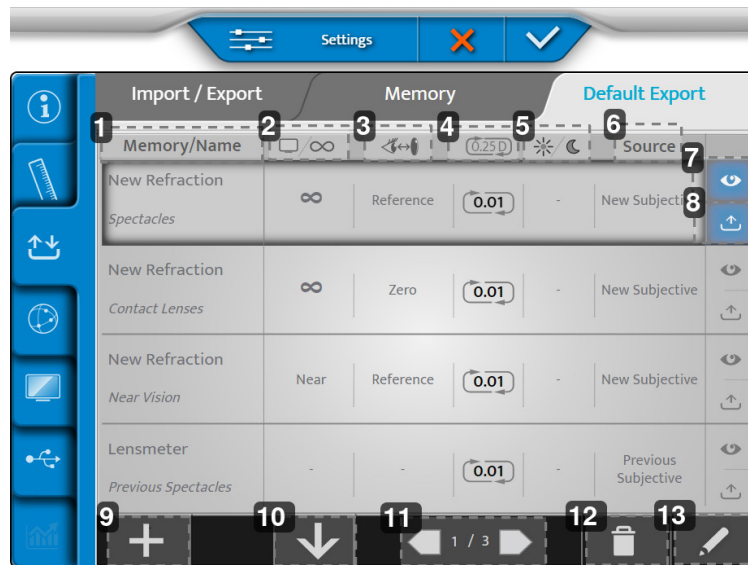 Settings
Import / Export
Memory
Default Export
1 2 3 4 5 6 7
Memory/Name
/∞
0.25 D
/
Source
New Refraction
Spectacles
∞
Reference
0.01
-
New Subjecti
8
New Refraction
Contact Lenses
∞
Zero
0.01
-
New Subjective
New Refraction
Near Vision
Near
Reference
0.01
-
New Subjective
Lensmeter
Previous Spectacles
-
-
0.01
-
Previous
Subjective
9 10 11 12 13
1 / 3